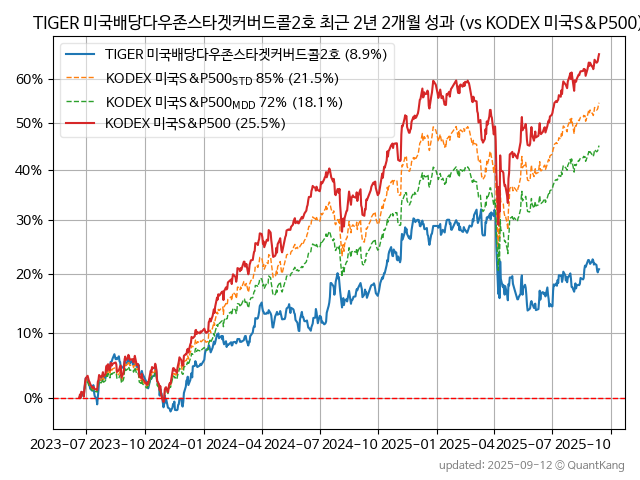 TIGER 미국배당다우존스타겟커버드콜2호 최근 2년 2개월 성과 (vs KODEX 미국S&P500)
TIGER 미국배당다우존스타겟커버드콜2호 (8.9%)
KODEX 미국S&P500STD 85% (21.5%)
KODEX 미국S&P500MDD 72% (18.1%)
KODEX 미국S&P500 (25.5%)
60%
50%
40%
30%
20%
10%
0%
2023-07 2023-10 2024-01 2024-04 2024-07 2024-10 2025-01 2025-04 2025-07 2025-10
updated: 2025-09-12 © QuantKang